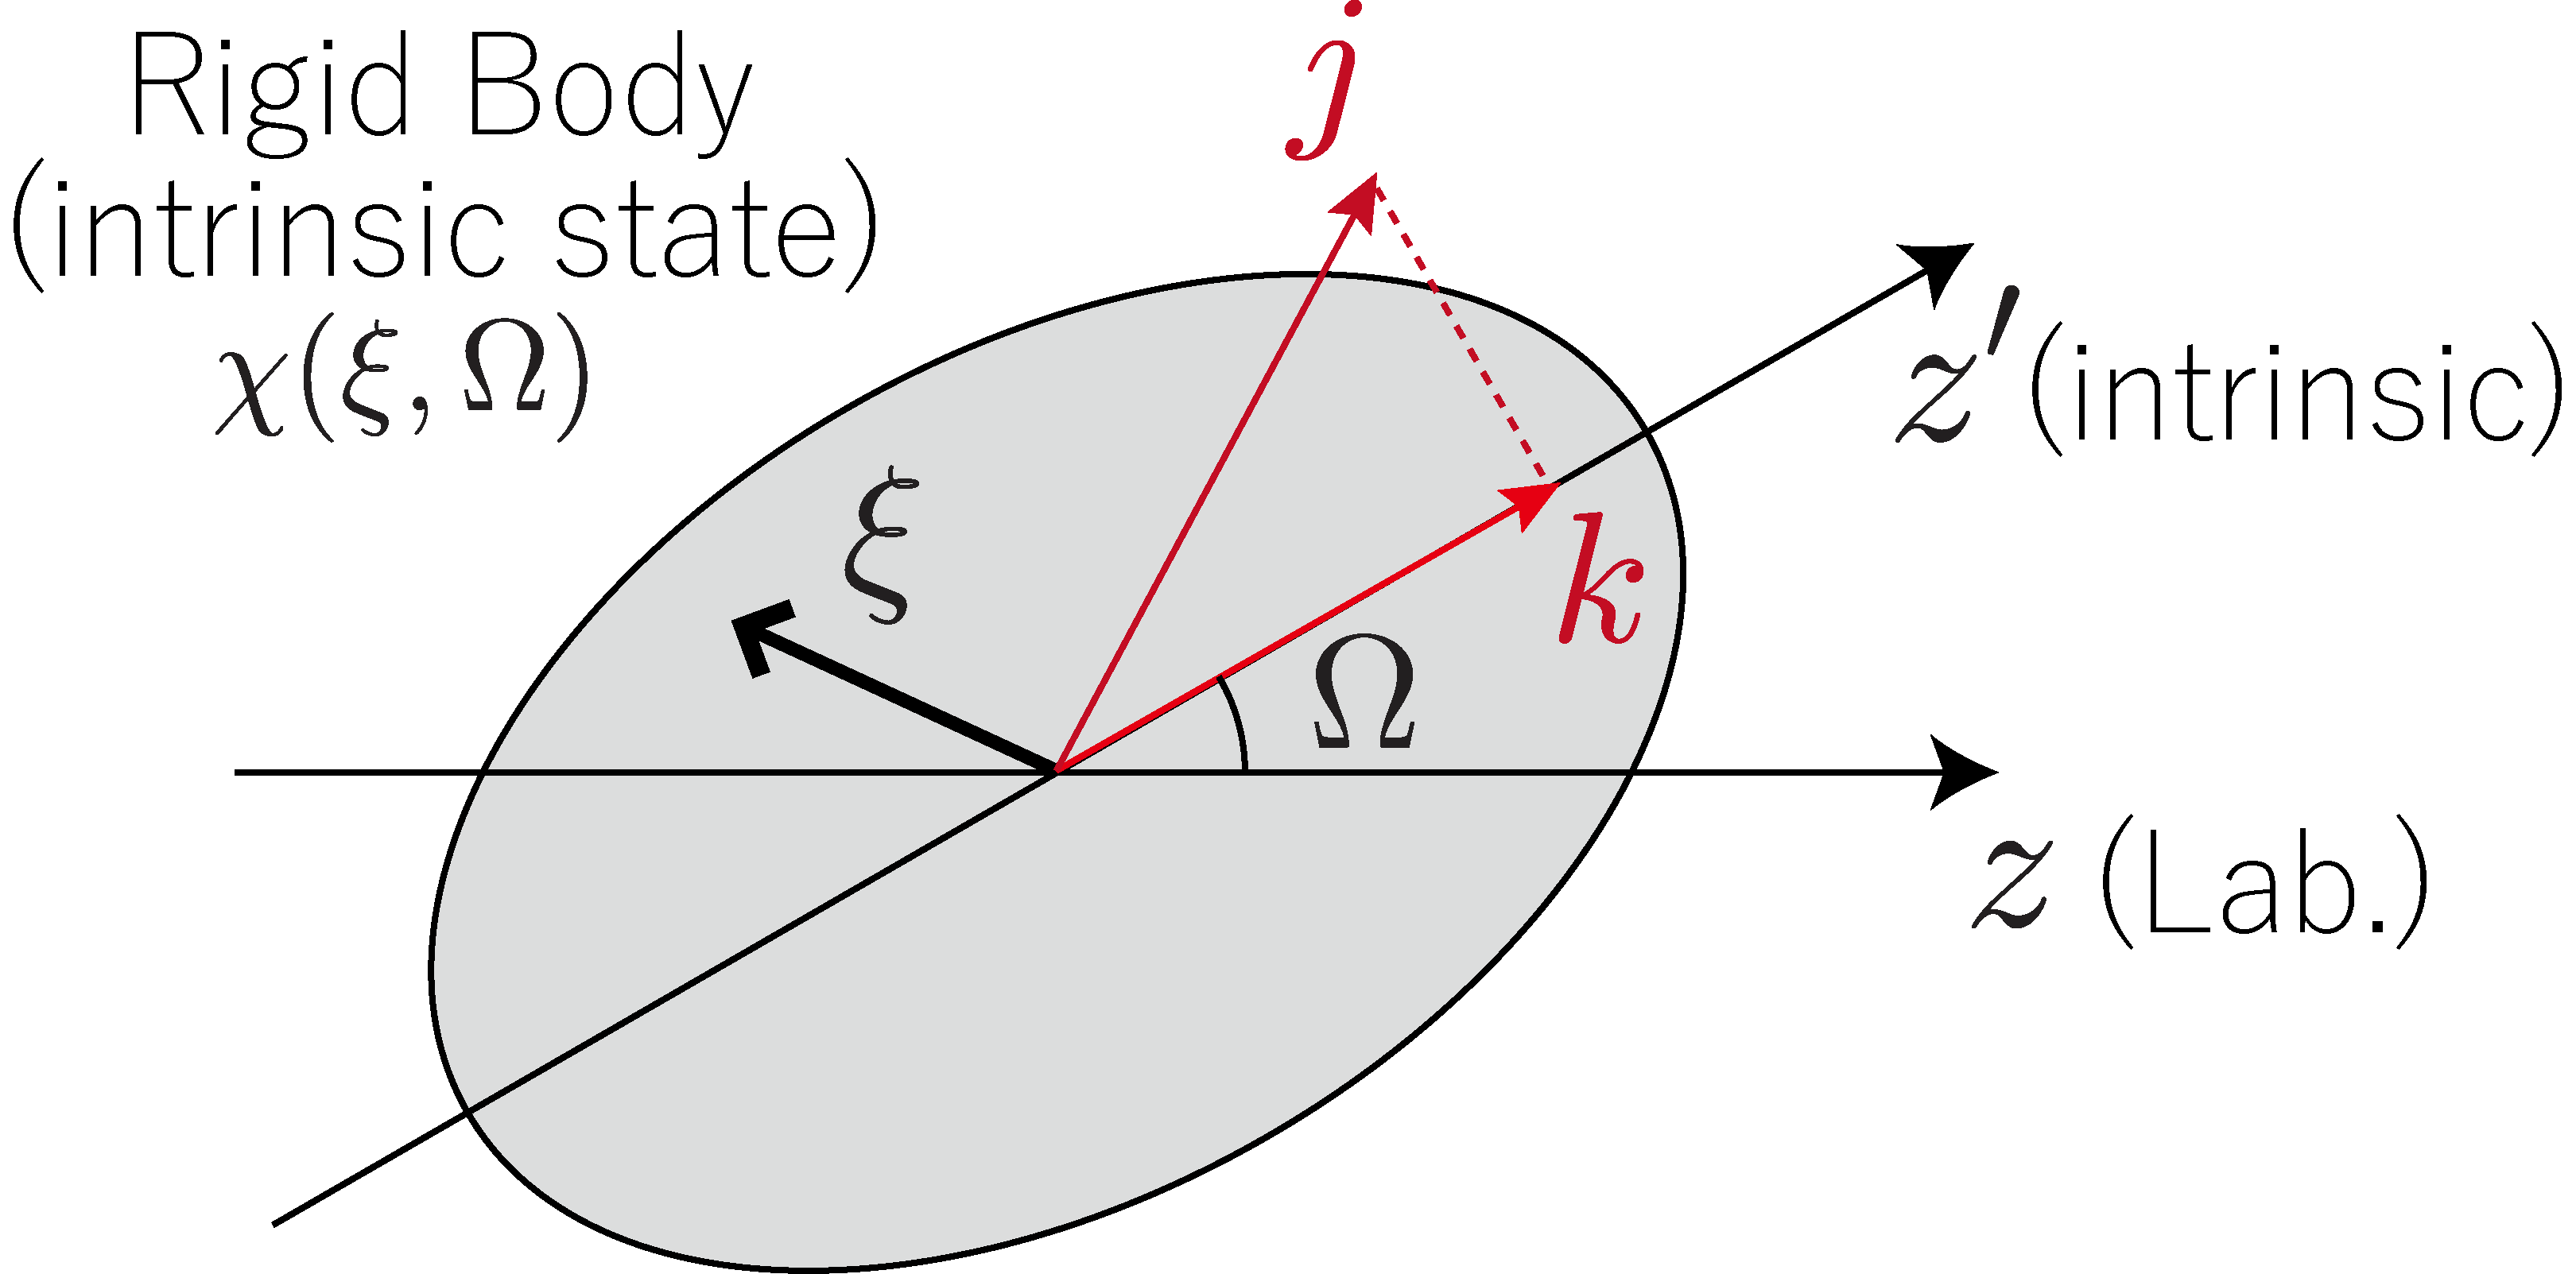 Rigid Body
(intrinsic state)
χ(ξ, Ω)
j
z′(intrinsic)
ξ
k
Ω
z (Lab.)